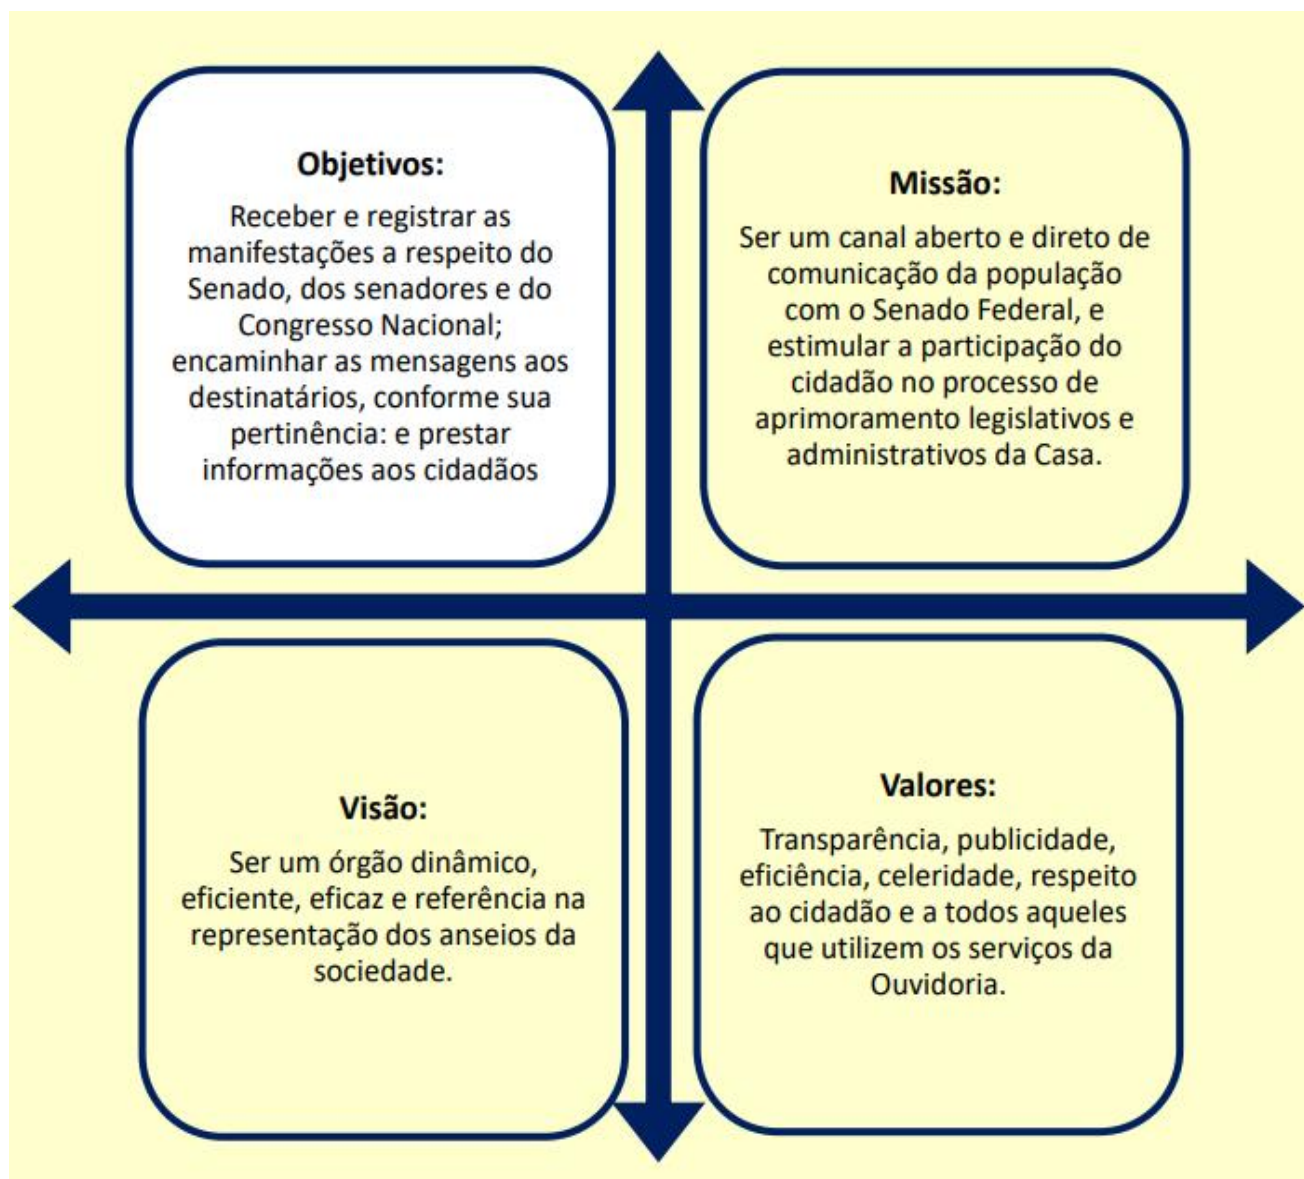 Objetivos:
Receber e registrar as
manifestações a respeito do
Senado, dos senadores e do
Congresso Nacional;
encaminhar as mensagens aos
destinatários, conforme sua
pertinência: e prestar
informações aos cidadãos
Missão:
Ser um canal aberto e direto de
comunicação da população
com o Senado Federal, e
estimular a participação do
cidadão no processo de
aprimoramento legislativos e
administrativos da Casa.
Visão:
Ser um órgão dinâmico,
eficiente, eficaz e referência na
representação dos anseios da
sociedade.
Valores:
Transparência, publicidade,
eficiência, celeridade, respeito
ao cidadão e a todos aqueles
que utilizem os serviços da
Ouvidoria.